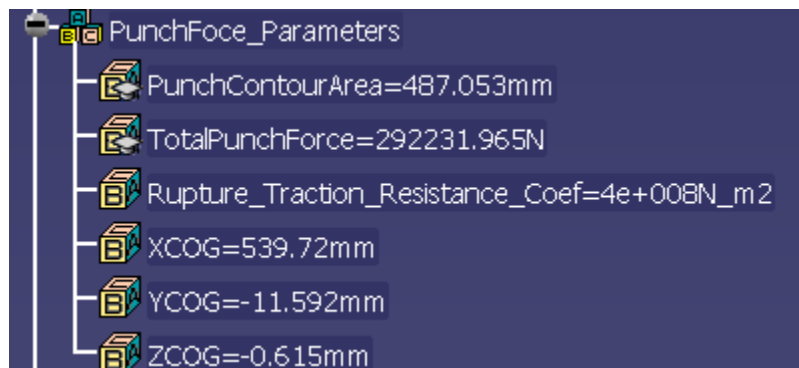 PunchFoce_Parameters
PunchContourArea=487.053mm
TotalPunchForce=292231.965N
Rupture_Traction_Resistance_Coef=4e+008N_m2
XCOG=539.72mm
YCOG=-11.592mm
ZCOG=-0.615mm